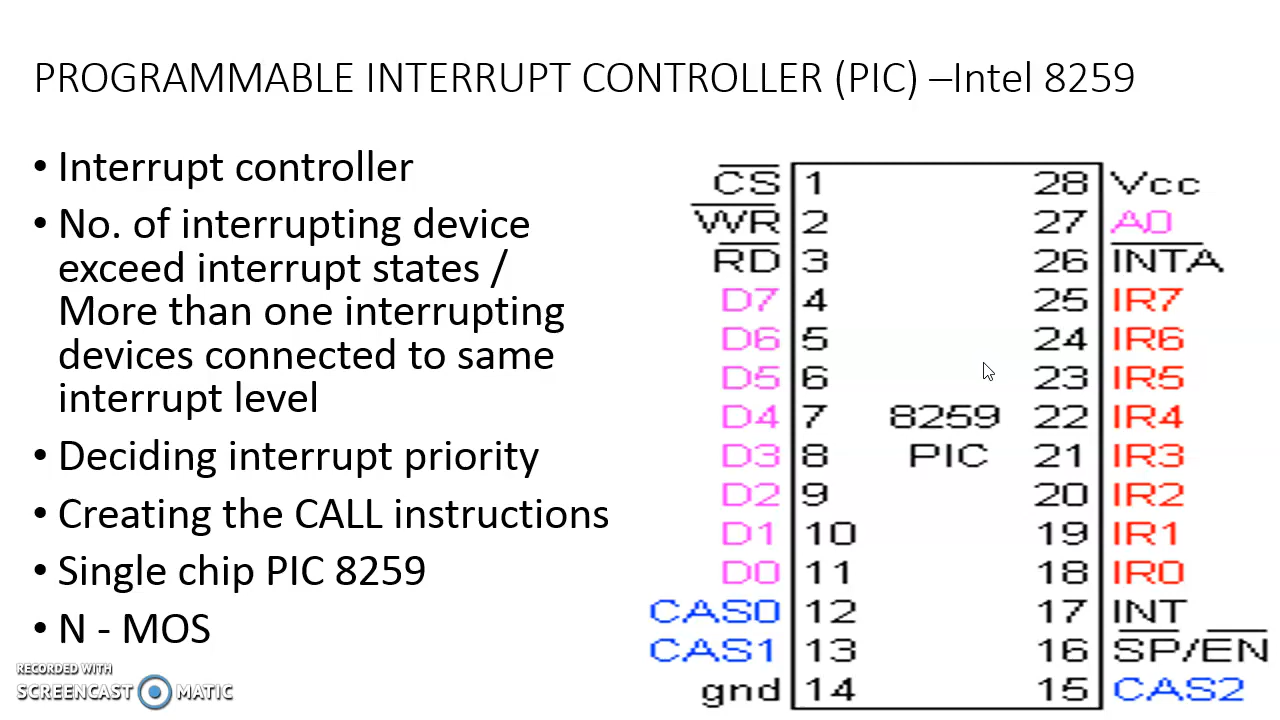 PROGRAMMABLE INTERRUPT CONTROLLER (PIC) –Intel 8259
• Interrupt controller
• No. of interrupting device
exceed interrupt states /
More than one interrupting
devices connected to same
interrupt level
• Deciding interrupt priority
• Creating the CALL instructions
• Single chip PIC 8259
• N - MOS
CS 1 28 Vcc
WR 2 27 A0
RD 3 26 INTA
D7 4 25 IR7
D6 5 24 IR6
D5 6 23 IR5
D4 7 8259 22 IR4
D3 8 PIC 21 IR3
D2 9 20 IR2
D1 10 19 IR1
D0 11 18 IR0
CAS0 12 17 INT
CAS1 13 16 SP/EN
gnd 14 15 CAS2
RECORDED WITH
SCREENCAST MATIC